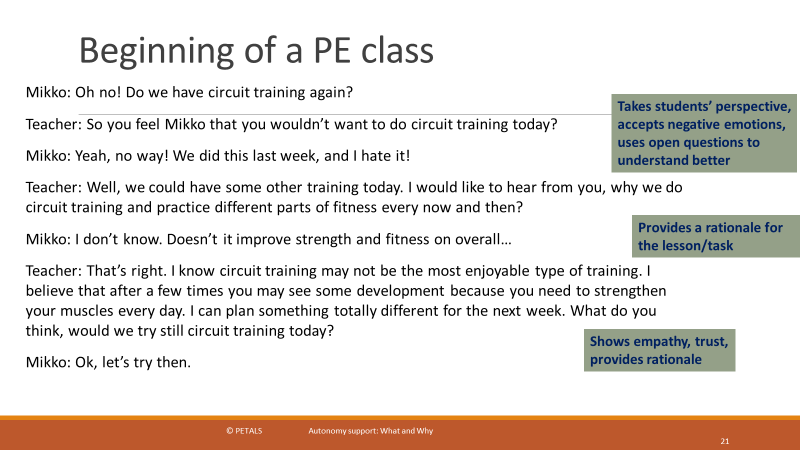 Beginning of a PE class
Mikko: Oh no! Do we have circuit training again?
Takes students’ perspective,
accepts negative emotions,
uses open questions to
understand better
Teacher: So you feel Mikko that you wouldn’t want to do circuit training today?
Mikko: Yeah, no way! We did this last week, and I hate it!
Teacher: Well, we could have some other training today. I would like to hear from you, why we do
circuit training and practice different parts of fitness every now and then?
Provides a rationale for
the lesson/task
Mikko: I don’t know. Doesn’t it improve strength and fitness on overall…
Teacher: That’s right. I know circuit training may not be the most enjoyable type of training. I
believe that after a few times you may see some development because you need to strengthen
your muscles every day. I can plan something totally different for the next week. What do you
think, would we try still circuit training today?
Shows empathy, trust,
provides rationale
Mikko: Ok, let’s try then.
© PETALS
Autonomy support: What and Why
21